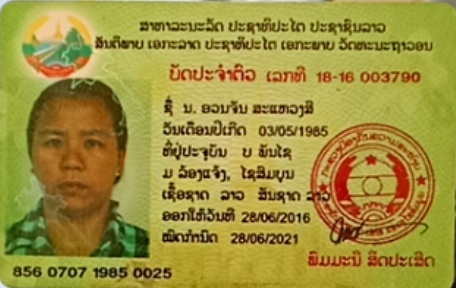 ສາທາລະນະລັດ ປະຊາທິປະໄຕ ປະຊາຊົນລາວ
ສັນຕິພາບ ເອກະລາດ ປະຊາທິປະໄຕ ເອກະພາບ ວັດທະນະຖາວອນ
ບັດປະຈຳຕົວ ເລກທີ 18-16 003790
ຊື່ ນ. ອວນຈັນ ສະແຫວງສີ
ວັນເດືອນປີເກີດ 03/05/1985
ທີ່ຢູ່ປະຈຸບັນ ບ ພັນໄຊ
ມ ລ້ອງແຈ້ງ, ໄຊສົມບູນ
ເຊື້ອຊາດ ລາວ ສັນຊາດ ລາວ
ອອກໃຫ້ວັນທີ 28/06/2016
ໝົດກຳນົດ 28/06/2021
ພິມມະນີ ສິດປະເສີດ
856 0707 1985 0025